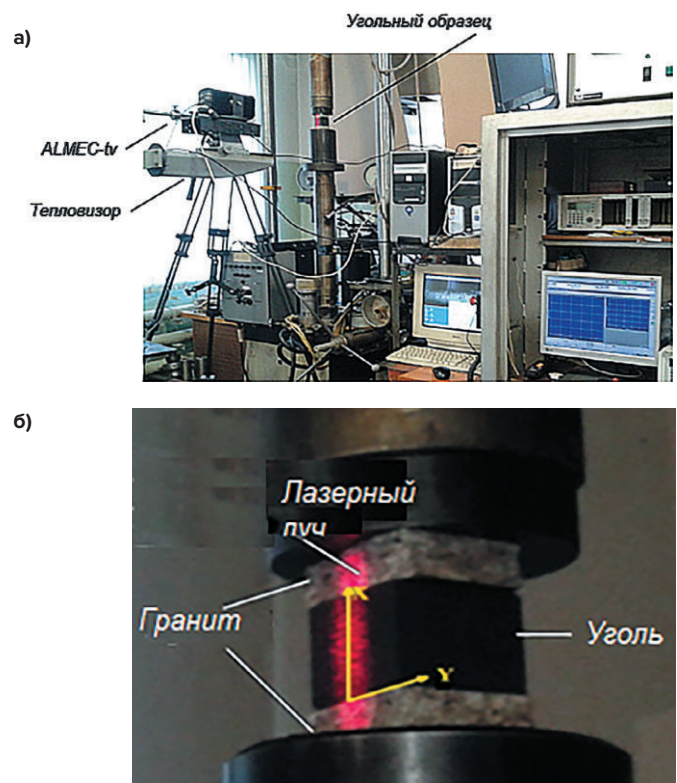 а)
Угольный образец
ALMEC-tv
Тепловизор
б)
Лазерный
луч
Гранит
X
Уголь
Y